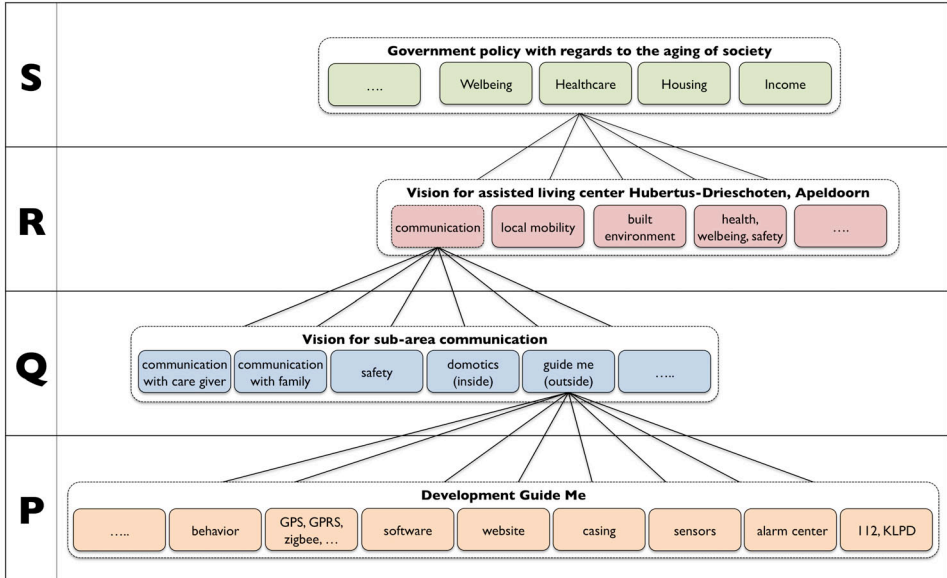 S
Government policy with regards to the aging of society
....
Welbeing
Healthcare
Housing
Income
R
Vision for assisted living center Hubertus-Drieschoten, Apeldoorn
communication
local mobility
built
environment
health,
welbeing, safety
....
Q
Vision for sub-area communication
communication
with care giver
communication
with family
safety
domotics
(inside)
guide me
(outside)
.....
P
Development Guide Me
.....
behavior
GPS, GPRS,
zigbee, ...
software
website
casing
sensors
alarm center
112, KLPD